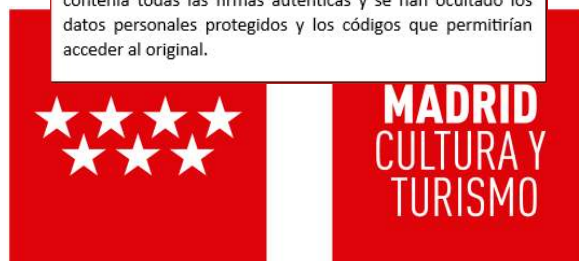 contenía todas las firmas auténticas y se han ocultado los
datos personales protegidos y los códigos que permitirían
acceder al original.
MADRID
CULTURA Y
TURISMO